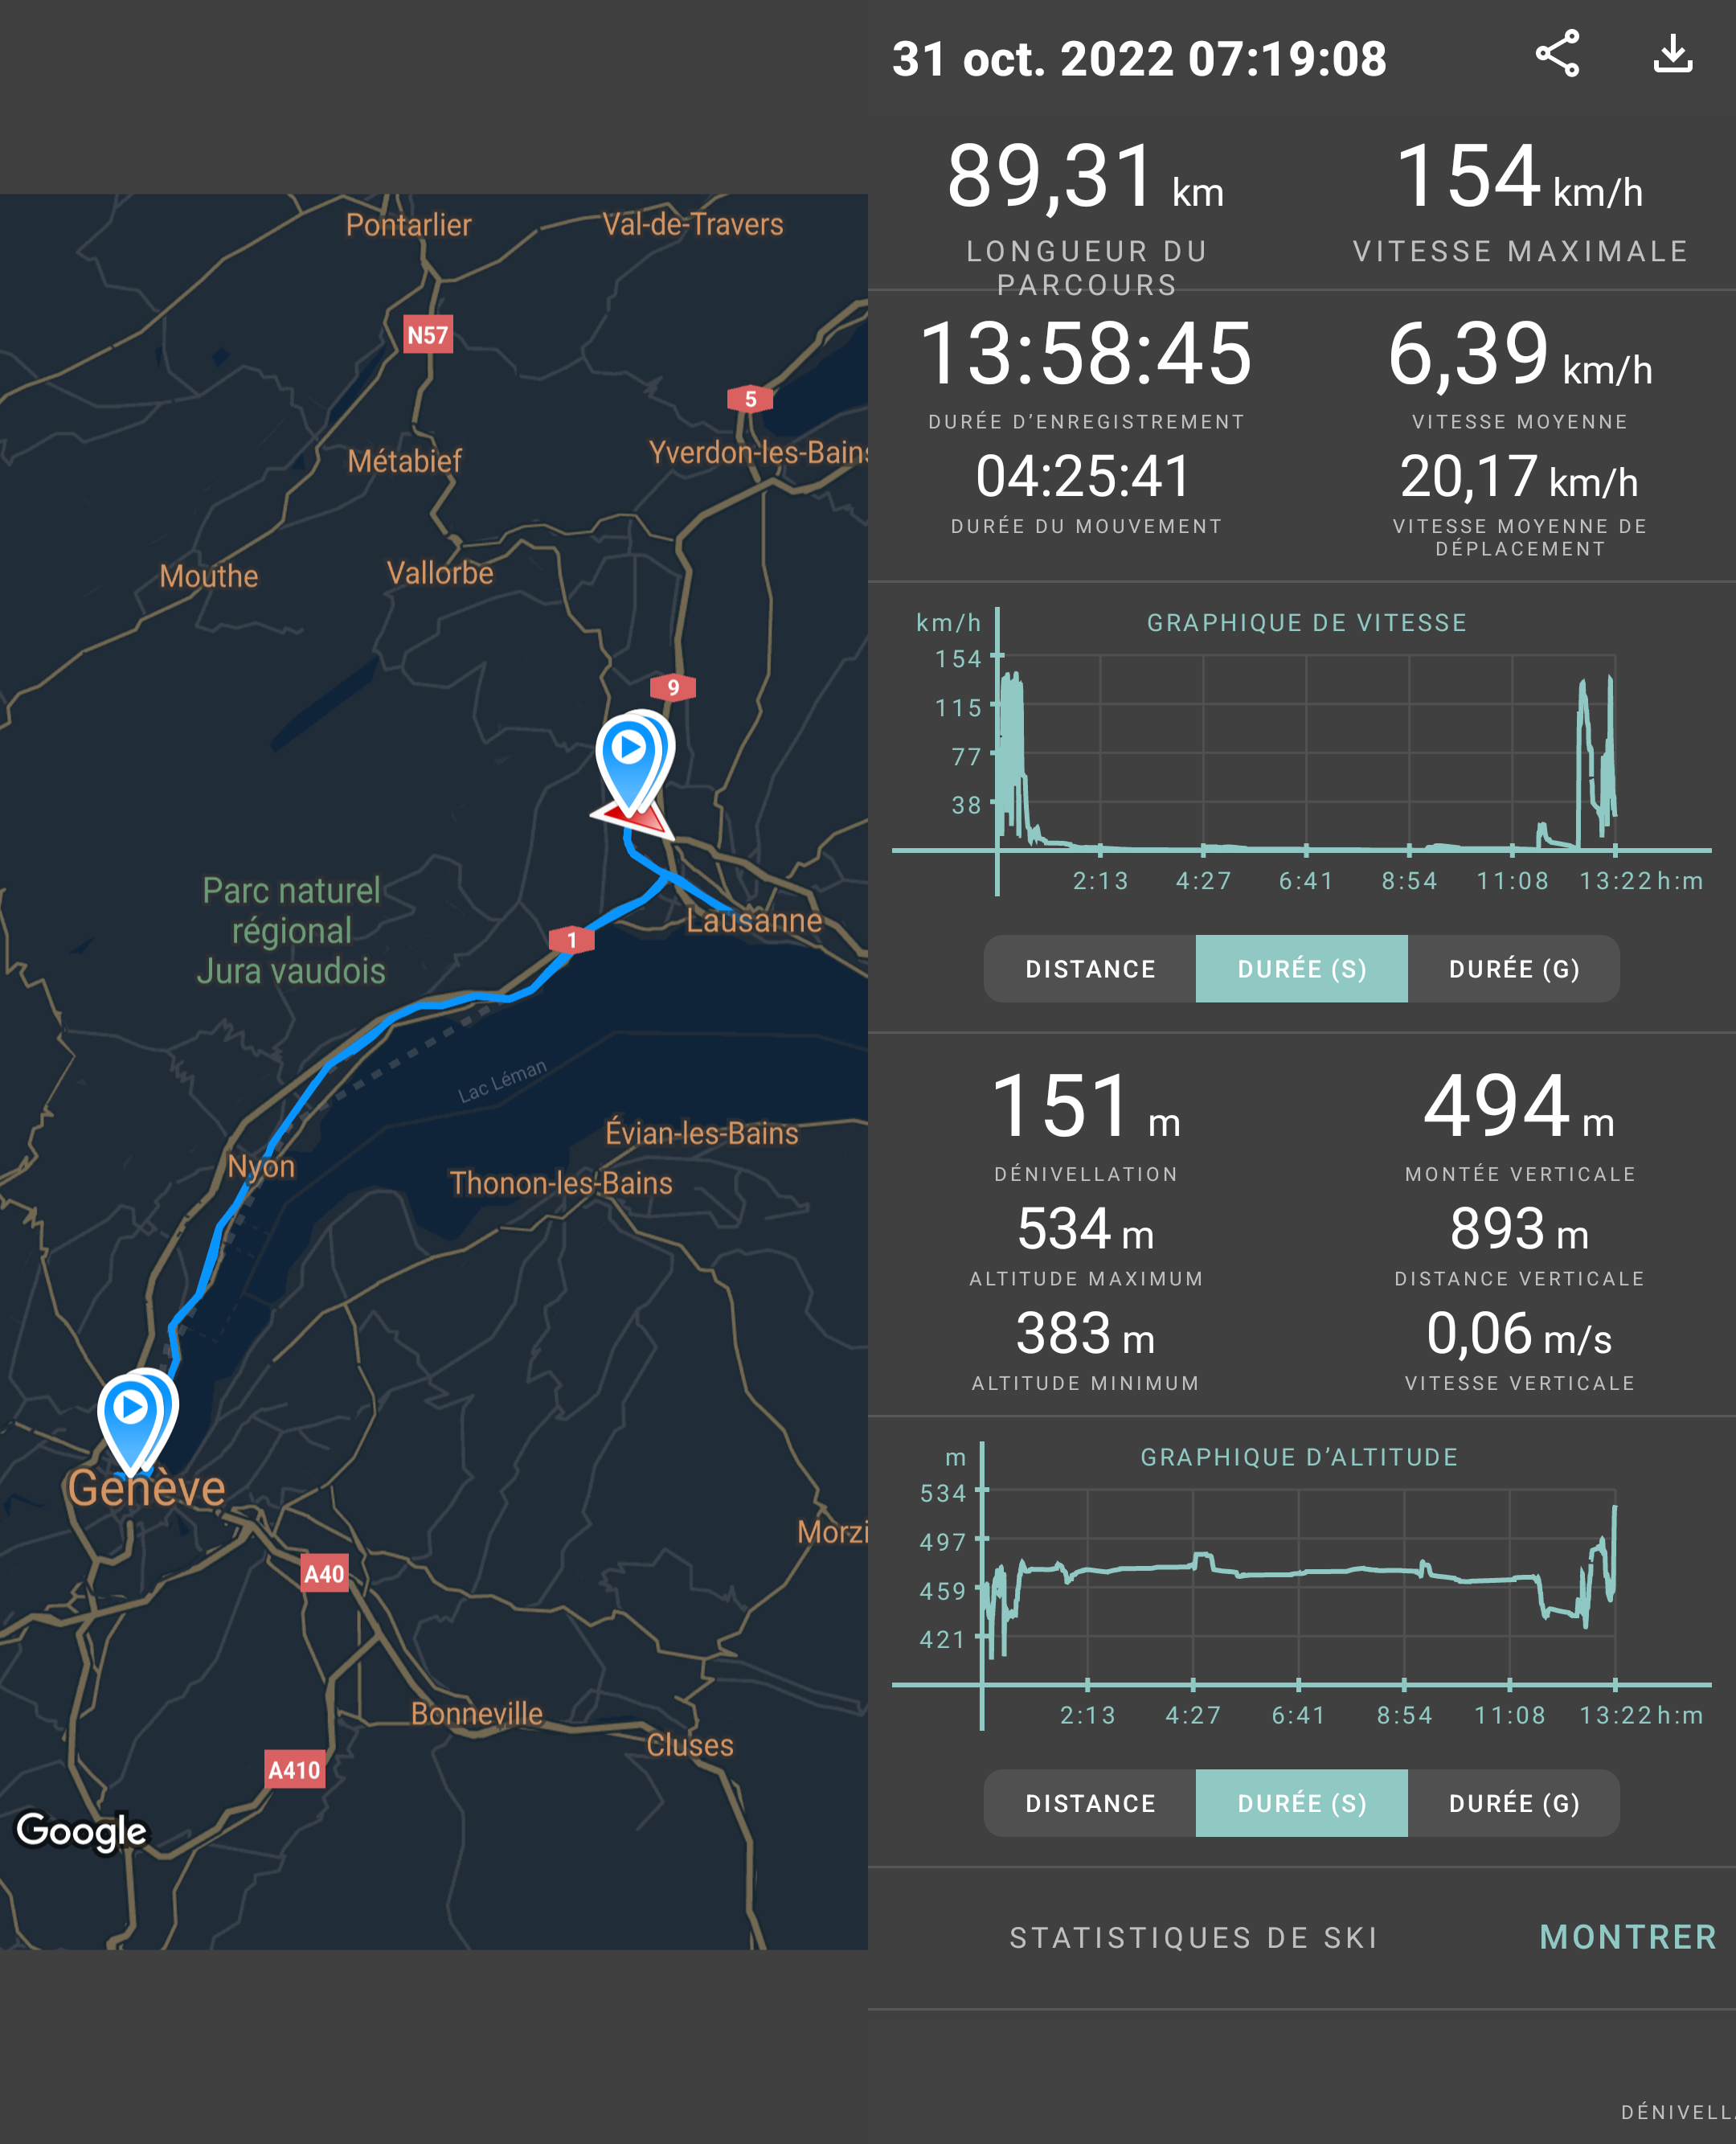 Pontarlier
Val-de-Travers
N57
5
Métabief
Yverdon-les-Bains
Mouthe
Vallorbe
9
Parc naturel
régional
Jura vaudois
Lausanne
1
Lac Léman
Évian-les-Bains
Nyon
Thonon-les-Bains
Genève
Morzi
A40
Bonneville
Cluses
A410
Google
31 oct. 2022 07:19:08
89,31 km
LONGUEUR DU
PARCOURS
154 km/h
VITESSE MAXIMALE
13:58:45
DURÉE D’ENREGISTREMENT
6,39 km/h
VITESSE MOYENNE
04:25:41
DURÉE DU MOUVEMENT
20,17 km/h
VITESSE MOYENNE DE
DÉPLACEMENT
km/h
GRAPHIQUE DE VITESSE
154
115
77
38
2:13 4:27 6:41 8:54 11:08 13:22 h:m
DISTANCE DURÉE (S) DURÉE (G)
151 m
DÉNIVELLATION
494 m
MONTÉE VERTICALE
534 m
ALTITUDE MAXIMUM
893 m
DISTANCE VERTICALE
383 m
ALTITUDE MINIMUM
0,06 m/s
VITESSE VERTICALE
m
GRAPHIQUE D’ALTITUDE
534
497
459
421
2:13 4:27 6:41 8:54 11:08 13:22 h:m
DISTANCE DURÉE (S) DURÉE (G)
STATISTIQUES DE SKI MONTRER
DÉNIVELL